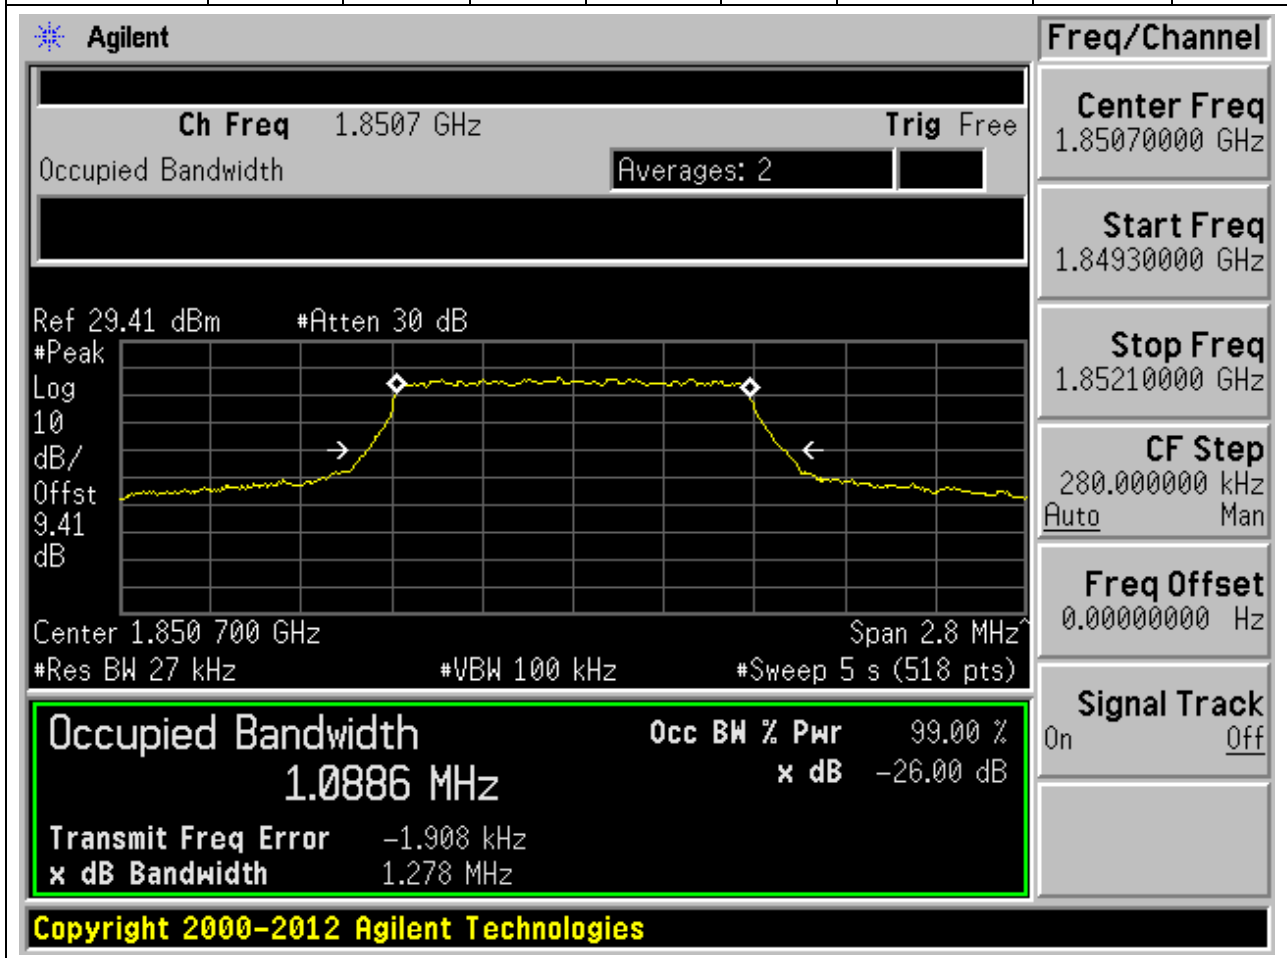 Agilent
Freq/Channel
Ch Freq 1.8507 GHz Trig Free
Occupied Bandwidth Averages: 2
Center Freq
1.85070000 GHz
Start Freq
1.84930000 GHz
Stop Freq
1.85210000 GHz
CF Step
280.000000 kHz
Auto Man
Freq Offset
0.00000000 Hz
Signal Track
On Off
Ref 29.41 dBm #Atten 30 dB
#Peak
Log
10
dB/
Offst
9.41
dB
Center 1.850 700 GHz Span 2.8 MHz^
#Res BW 27 kHz #VBW 100 kHz #Sweep 5 s (518 pts)
Occupied Bandwidth Occ BW % Pwr 99.00 %
1.0886 MHz x dB -26.00 dB
Transmit Freq Error -1.908 kHz
x dB Bandwidth 1.278 MHz
Copyright 2000-2012 Agilent Technologies